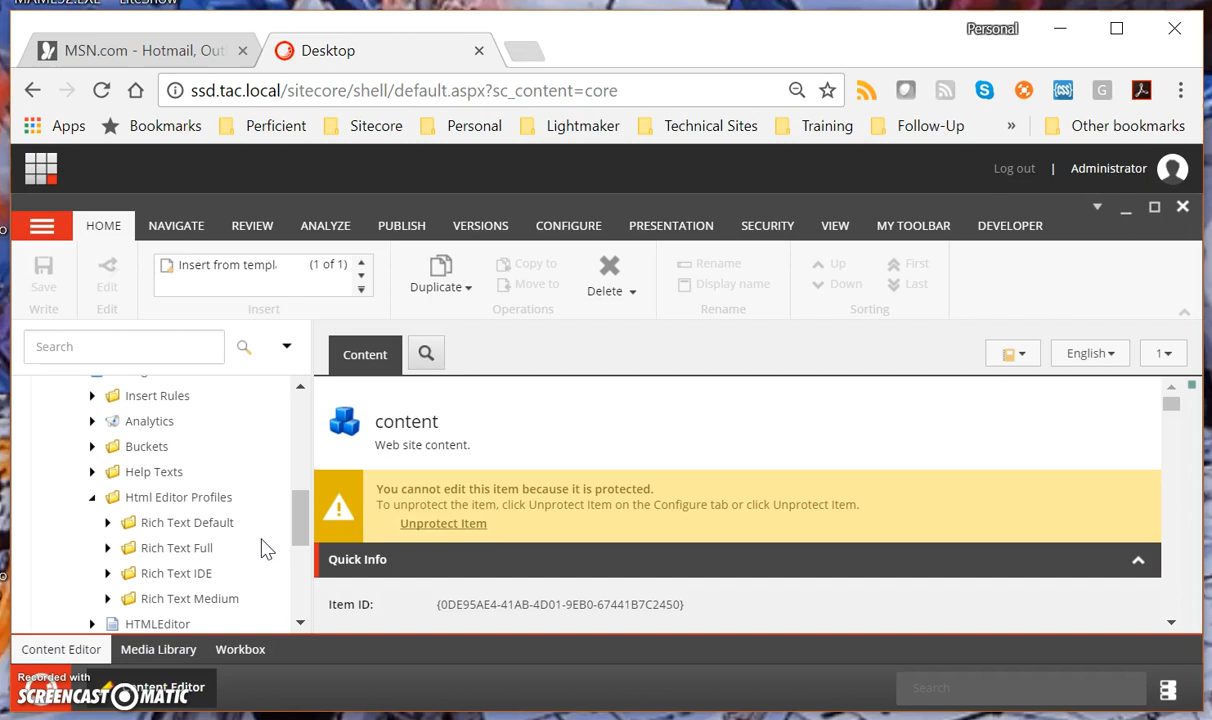 MSN.com - Hotmail, Out
Desktop
Personal
ssd.tac.local/sitecore/shell/default.aspx?sc_content=core
Apps
Bookmarks
Perficient
Sitecore
Personal
Lightmaker
Technical Sites
Training
Follow-Up
»
Other bookmarks
Log out | Administrator
HOME
NAVIGATE
REVIEW
ANALYZE
PUBLISH
VERSIONS
CONFIGURE
PRESENTATION
SECURITY
VIEW
MY TOOLBAR
DEVELOPER
Save
Edit
Insert from templ
(1 of 1)
Duplicate
Copy to
Move to
Delete
Rename
Display name
Up
Down
First
Last
Write
Edit
Insert
Operations
Rename
Sorting
Search
Content
English
1
Insert Rules
Analytics
Buckets
Help Texts
Html Editor Profiles
Rich Text Default
Rich Text Full
Rich Text IDE
Rich Text Medium
HTMLEditor
content
Web site content.
You cannot edit this item because it is protected.
To unprotect the item, click Unprotect Item on the Configure tab or click Unprotect Item.
Unprotect Item
Quick Info
Item ID:
{0DE95AE4-41AB-4D01-9EB0-67441B7C2450}
Content Editor
Media Library
Workbox
Recorded with
SCREENCAST-O-MATIC
Content Editor
Search